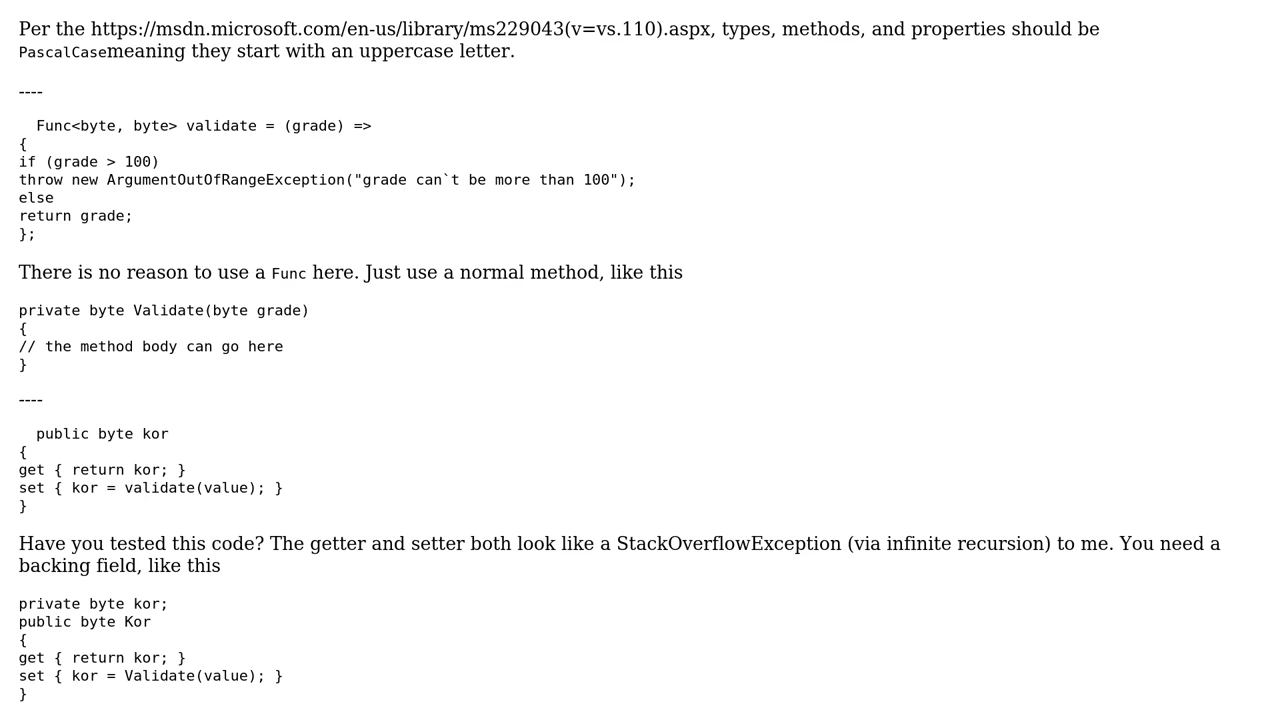 Per the https://msdn.microsoft.com/en-us/library/ms229043(v=vs.110).aspx, types, methods, and properties should be
PascalCasemeaning they start with an uppercase letter.
----
Func<byte, byte> validate = (grade) =>
{
if (grade > 100)
throw new ArgumentOutOfRangeException("grade can`t be more than 100");
else
return grade;
};
There is no reason to use a Func here. Just use a normal method, like this
private byte Validate(byte grade)
{
// the method body can go here
}
----
public byte kor
{
get { return kor; }
set { kor = validate(value); }
}
Have you tested this code? The getter and setter both look like a StackOverflowException (via infinite recursion) to me. You need a
backing field, like this
private byte kor;
public byte Kor
{
get { return kor; }
set { kor = Validate(value); }
}